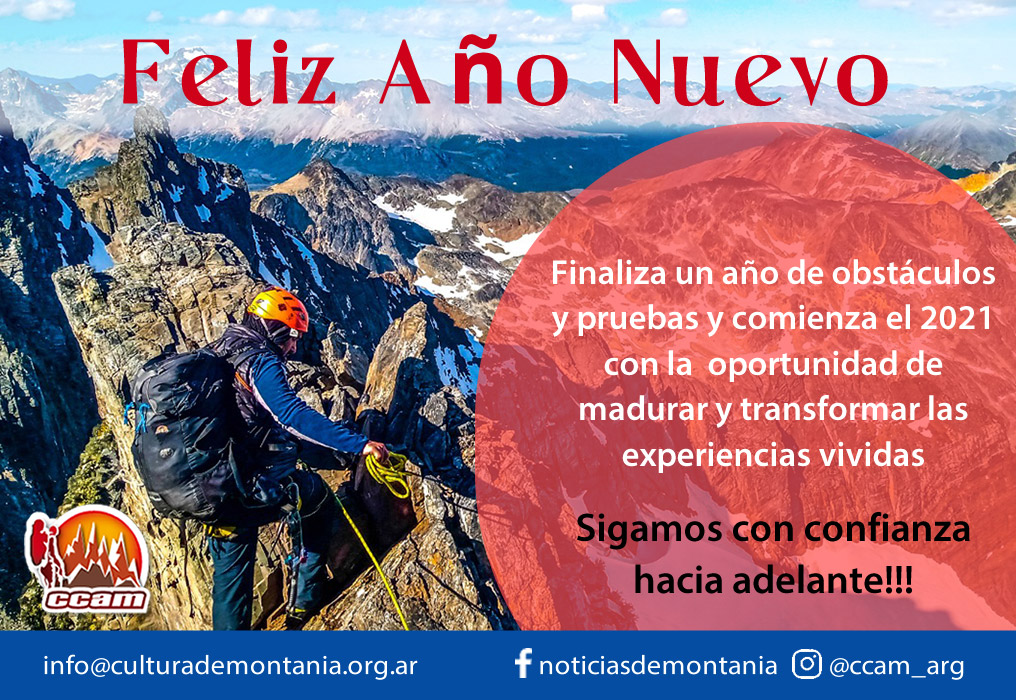 Feliz Año Nuevo
Finaliza un año de obstáculos
y pruebas y comienza el 2021
con la oportunidad de
madurar y transformar las
experiencias vividas
Sigamos con confianza
hacia adelante!!!
ccam
info@culturademontania.org.ar
noticiasdemontania
@ccam_arg